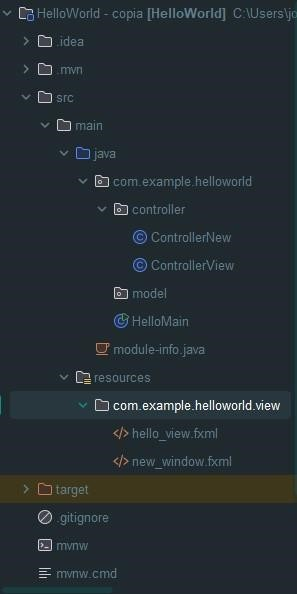 HelloWorld - copia [HelloWorld] C:\Users\jo
.idea
.mvn
src
main
java
com.example.helloworld
controller
ControllerNew
ControllerView
model
HelloMain
module-info.java
resources
com.example.helloworld.view
hello_view.fxml
new_window.fxml
target
.gitignore
mvnw
mvnw.cmd